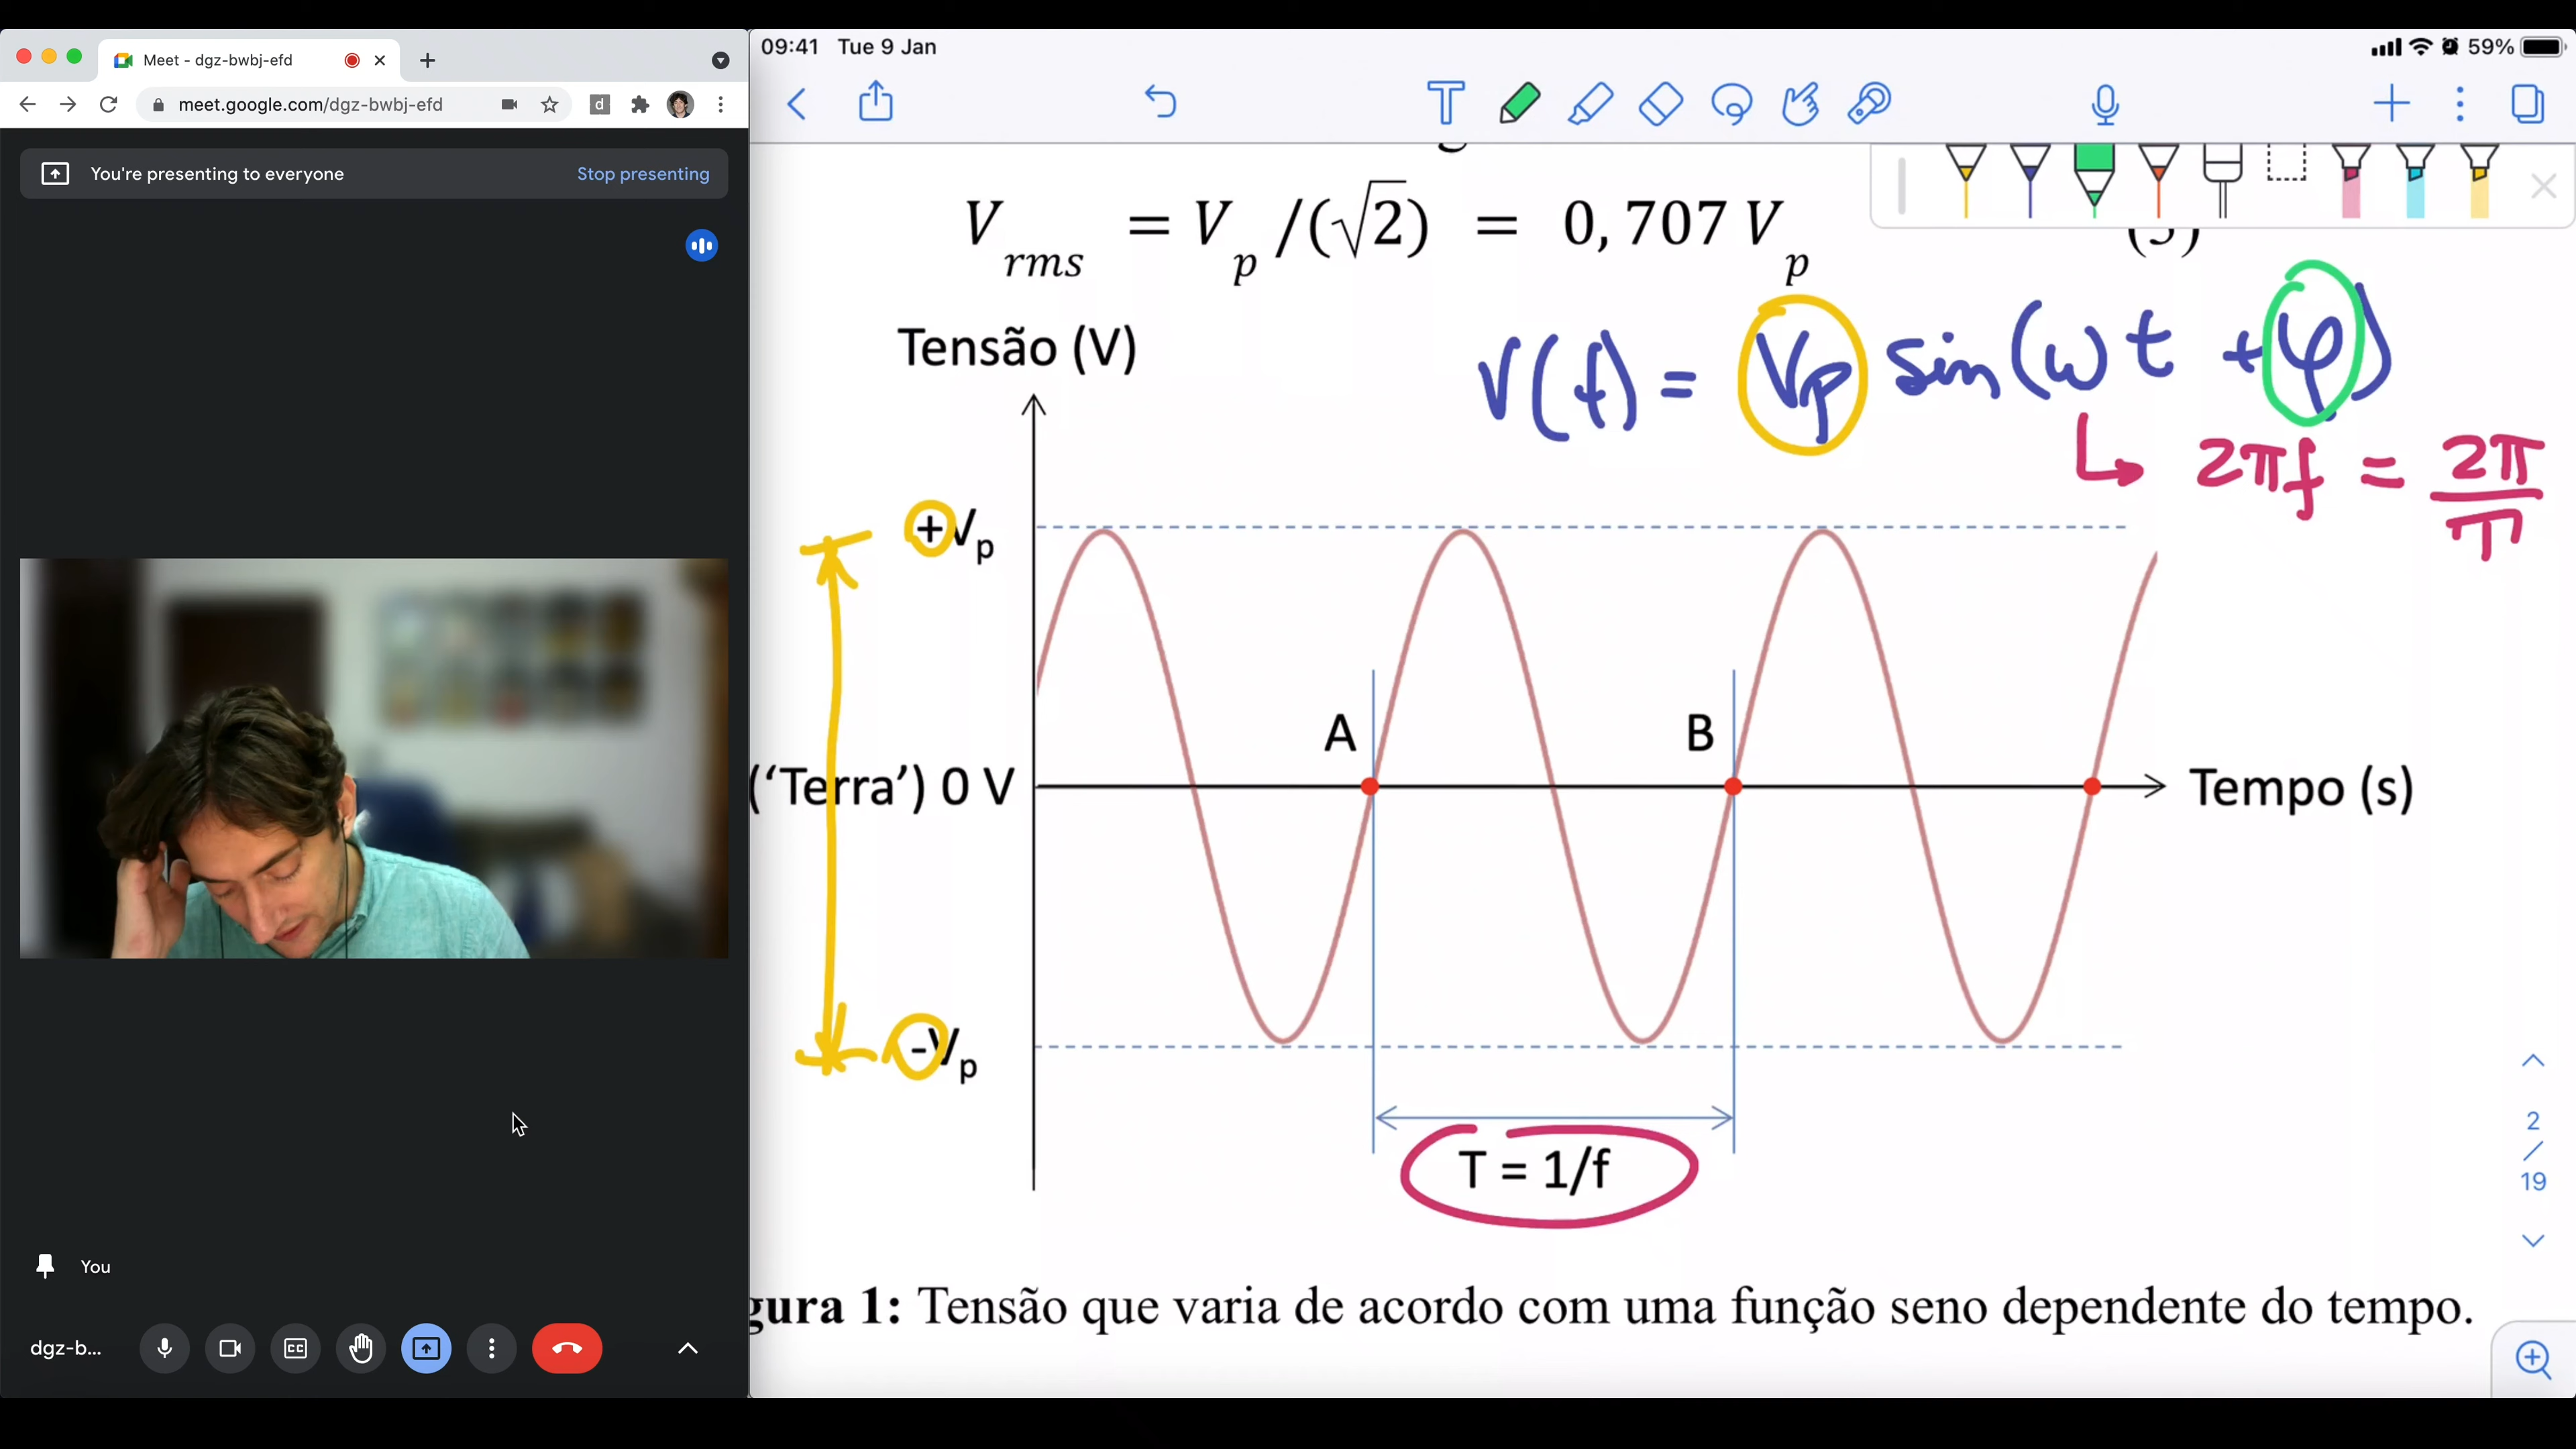 Meet - dgz-bwbj-efd
meet.google.com/dgz-bwbj-efd
d
You're presenting to everyone
Stop presenting
You
dgz-b...
CC
09:41 Tue 9 Jan
59%
T
V_rms = V_p /(√2) = 0, 707 V_p
Tensão (V)
V(f) = Vp sin(ωt + φ)
2πf = 2π/T
+Vp
A
B
('Terra') 0 V
Tempo (s)
-Vp
T = 1/f
2
/
19
gura 1: Tensão que varia de acordo com uma função seno dependente do tempo.